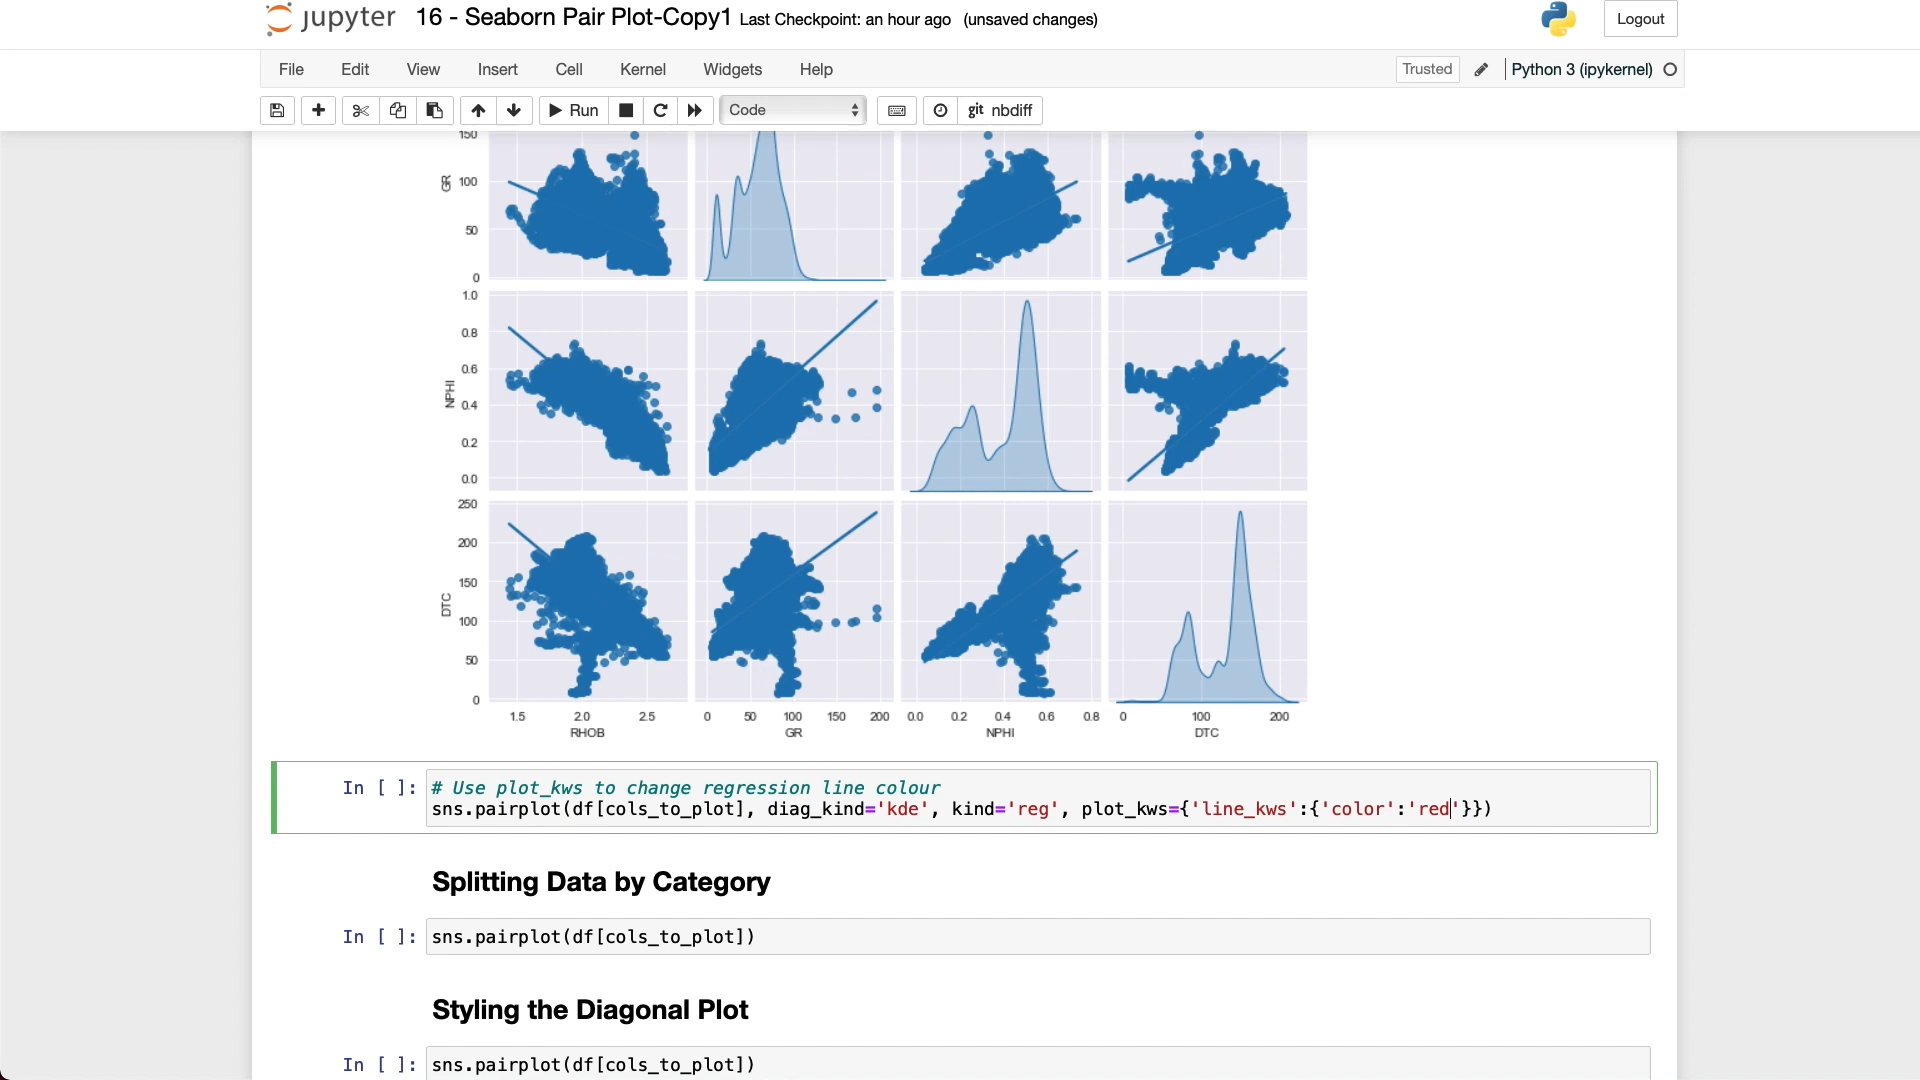 jupyter 16 - Seaborn Pair Plot-Copy1 Last Checkpoint: an hour ago (unsaved changes) Logout
File Edit View Insert Cell Kernel Widgets Help Trusted Python 3 (ipykernel)
Run Code git nbdiff
150
GR
100
50
0
1.0
0.8
0.6
NPHI
0.4
0.2
0.0
250
200
150
DTC
100
50
0
1.5 2.0 2.5 0 50 100 150 200 0.0 0.2 0.4 0.6 0.8 0 100 200
RHOB GR NPHI DTC
In [ ]: # Use plot_kws to change regression line colour
sns.pairplot(df[cols_to_plot], diag_kind='kde', kind='reg', plot_kws={'line_kws':{'color':'red'}})
Splitting Data by Category
In [ ]: sns.pairplot(df[cols_to_plot])
Styling the Diagonal Plot
In [ ]: sns.pairplot(df[cols_to_plot])